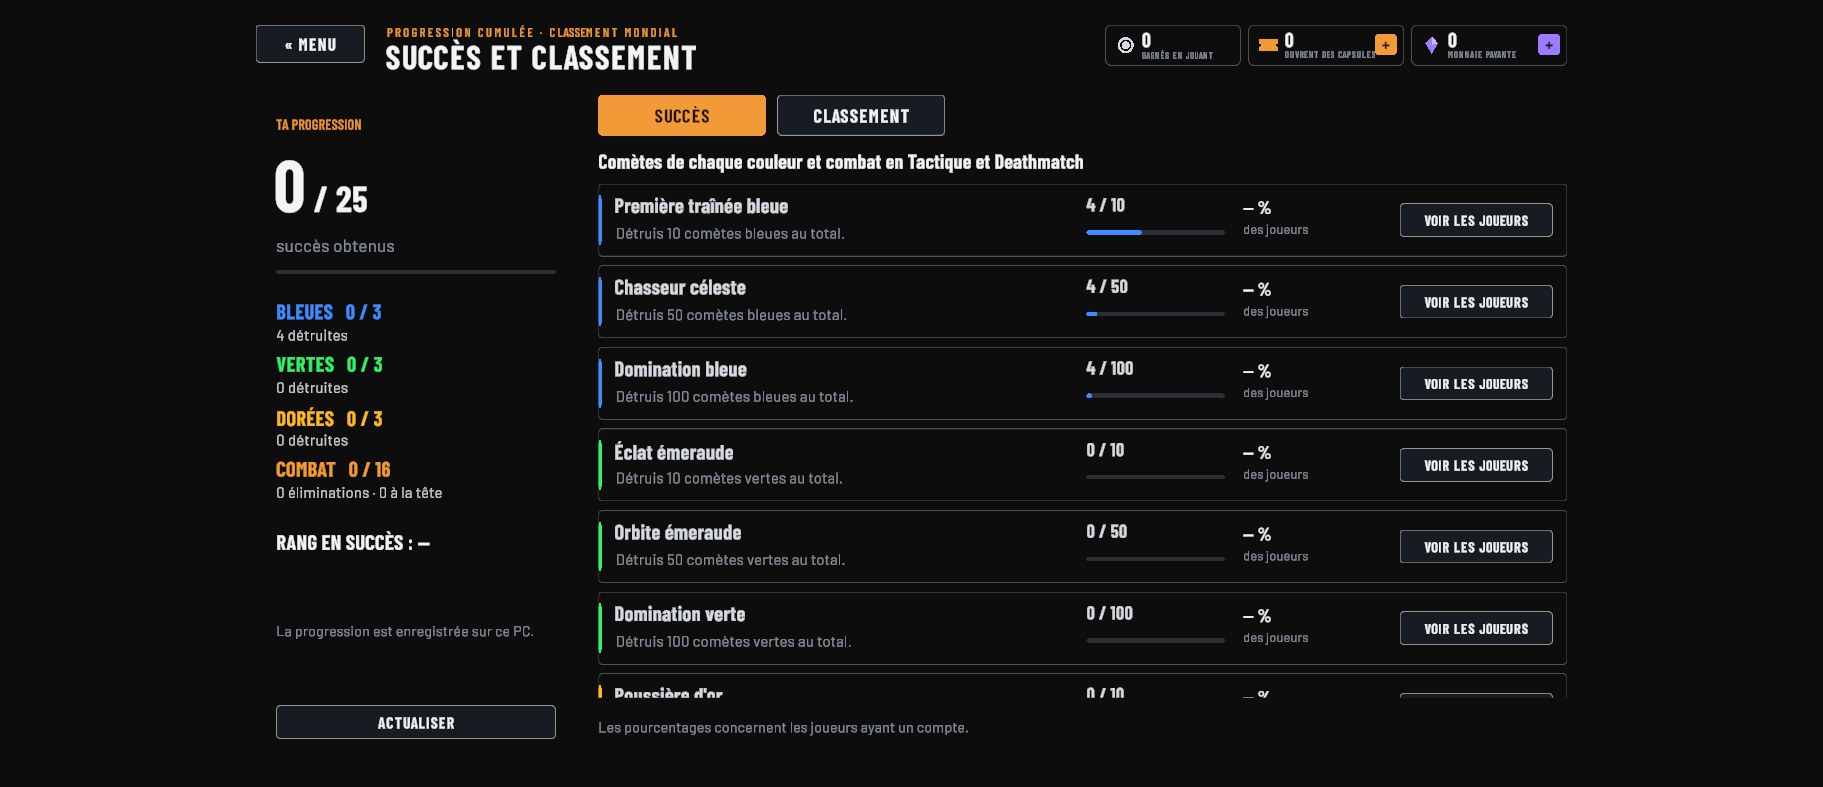 « MENU
PROGRESSION CUMULÉE · CLASSEMENT MONDIAL
SUCCÈS ET CLASSEMENT
0
GAGNÉS EN JOUANT
0
OUVRENT DES CAPSULES
+
0
MONNAIE PAYANTE
+
TA PROGRESSION
0 / 25
succès obtenus
BLEUES 0 / 3
4 détruites
VERTES 0 / 3
0 détruites
DORÉES 0 / 3
0 détruites
COMBAT 0 / 16
0 éliminations · 0 à la tête
RANG EN SUCCÈS : —
La progression est enregistrée sur ce PC.
ACTUALISER
SUCCÈS
CLASSEMENT
Comètes de chaque couleur et combat en Tactique et Deathmatch
Première traînée bleue
Détruis 10 comètes bleues au total.
4 / 10
— %
des joueurs
VOIR LES JOUEURS
Chasseur céleste
Détruis 50 comètes bleues au total.
4 / 50
— %
des joueurs
VOIR LES JOUEURS
Domination bleue
Détruis 100 comètes bleues au total.
4 / 100
— %
des joueurs
VOIR LES JOUEURS
Éclat émeraude
Détruis 10 comètes vertes au total.
0 / 10
— %
des joueurs
VOIR LES JOUEURS
Orbite émeraude
Détruis 50 comètes vertes au total.
0 / 50
— %
des joueurs
VOIR LES JOUEURS
Domination verte
Détruis 100 comètes vertes au total.
0 / 100
— %
des joueurs
VOIR LES JOUEURS
Poussière d'or
0 / 10
— %
Les pourcentages concernent les joueurs ayant un compte.